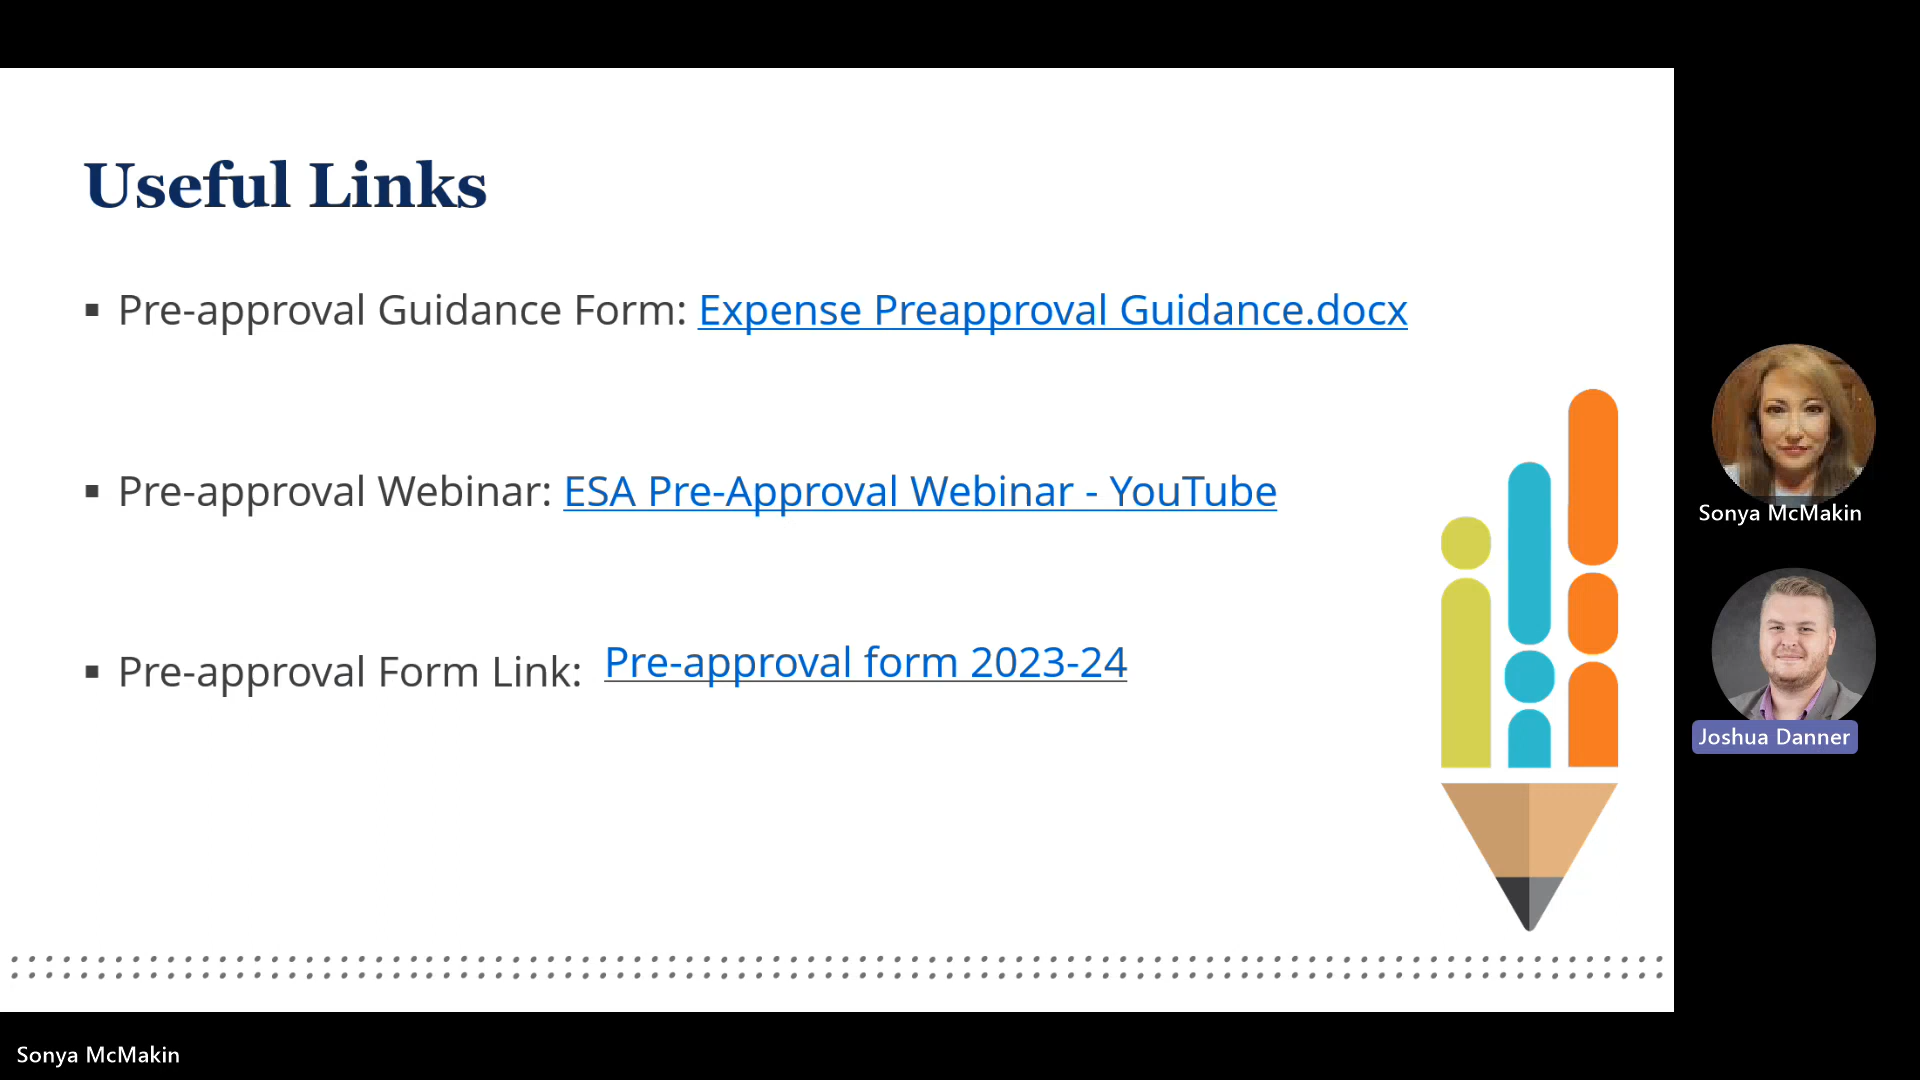 Useful Links
▪ Pre-approval Guidance Form: Expense Preapproval Guidance.docx
▪ Pre-approval Webinar: ESA Pre-Approval Webinar - YouTube
▪ Pre-approval Form Link: Pre-approval form 2023-24
Sonya McMakin
Joshua Danner
Sonya McMakin